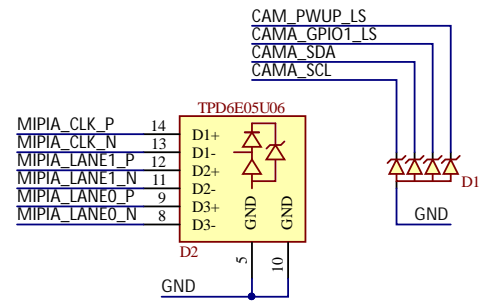 CAM_PWUP_LS
CAMA_GPIO1_LS
CAMA_SDA
CAMA_SCL
TPD6E05U06
MIPIA_CLK_P 14 D1+
MIPIA_CLK_N 13 D1-
MIPIA_LANE1_P 12 D2+
MIPIA_LANE1_N 11 D2-
MIPIA_LANE0_P 9 D3+
MIPIA_LANE0_N 8 D3-
GND GND
D2
5 10
GND
D1
GND